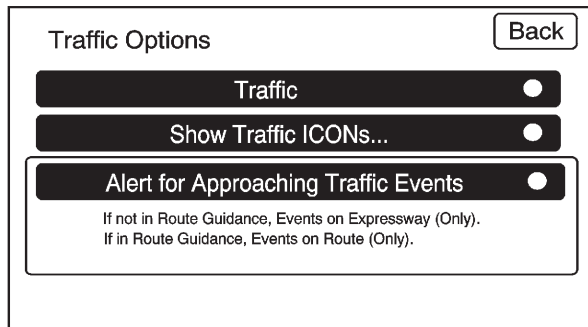 Traffic Options
Back
Traffic
Show Traffic ICONs...
Alert for Approaching Traffic Events
If not in Route Guidance, Events on Expressway (Only).
If in Route Guidance, Events on Route (Only).